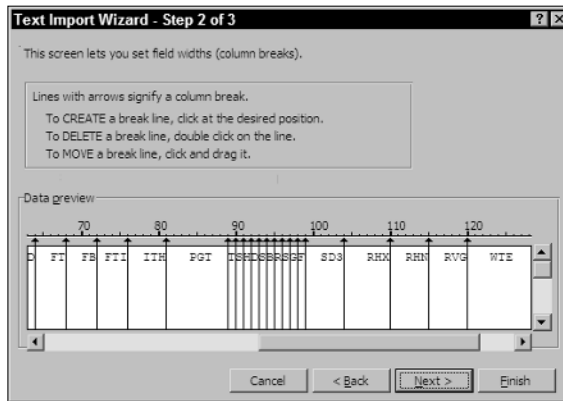 Text Import Wizard - Step 2 of 3 ? X
This screen lets you set field widths (column breaks).
Lines with arrows signify a column break.
To CREATE a break line, click at the desired position.
To DELETE a break line, double click on the line.
To MOVE a break line, click and drag it.
Data preview
70 80 90 100 110 120
D FT FB FTI ITH PGT T S H D S B R S G F SD3 RHX RHN RVG WTE
Cancel < Back Next > Finish